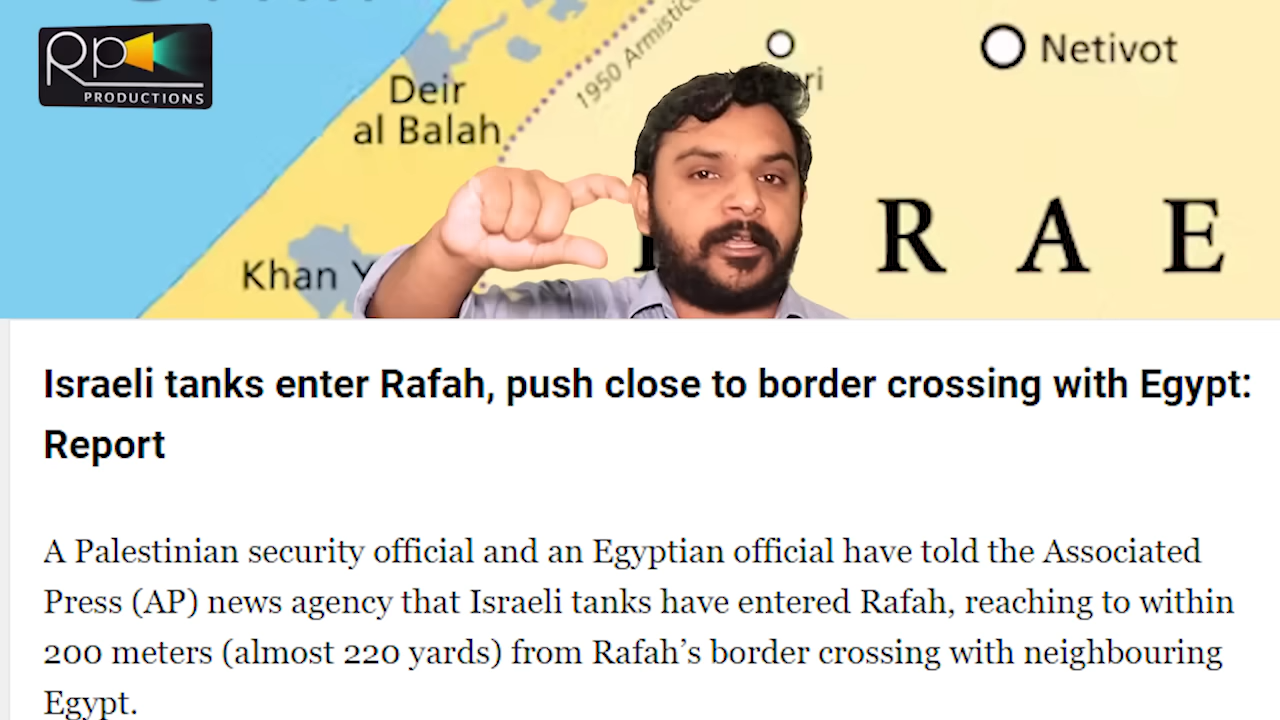 Rp
PRODUCTIONS
Deir
al Balah
1950 Armistice
Netivot
Khan
R A E
Israeli tanks enter Rafah, push close to border crossing with Egypt:
Report
A Palestinian security official and an Egyptian official have told the Associated
Press (AP) news agency that Israeli tanks have entered Rafah, reaching to within
200 meters (almost 220 yards) from Rafah’s border crossing with neighbouring
Egypt.